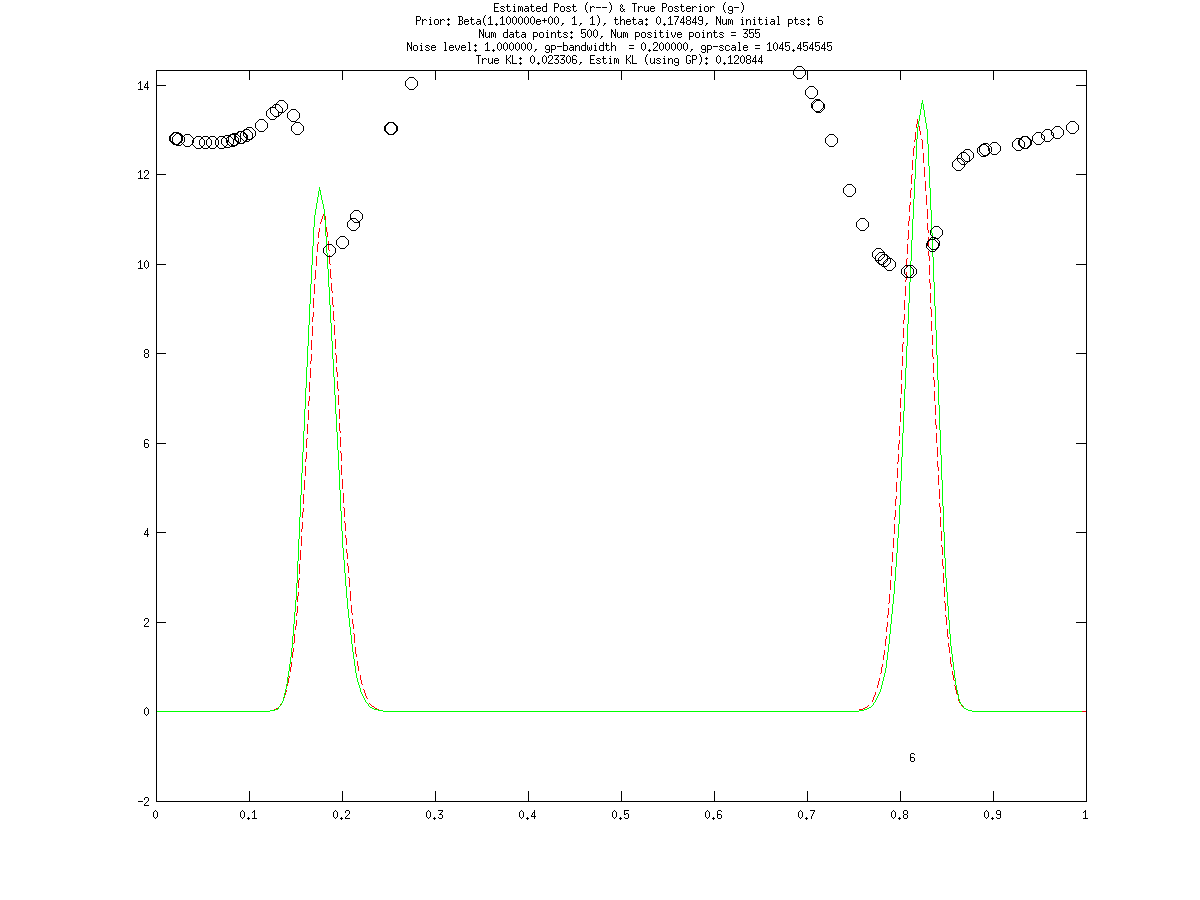 Estimated Post (r--) & True Posterior (g-)
Prior: Beta(1.100000e+00, 1, 1), theta: 0.174849, Num initial pts: 6
Num data points: 500, Num positive points = 355
Noise level: 1.000000, gp-bandwidth  = 0.200000, gp-scale = 1045.454545
True KL: 0.023306, Estim KL (using GP): 0.120844
14
12
10
8
6
4
2
0
6
-2
0 0.1 0.2 0.3 0.4 0.5 0.6 0.7 0.8 0.9 1